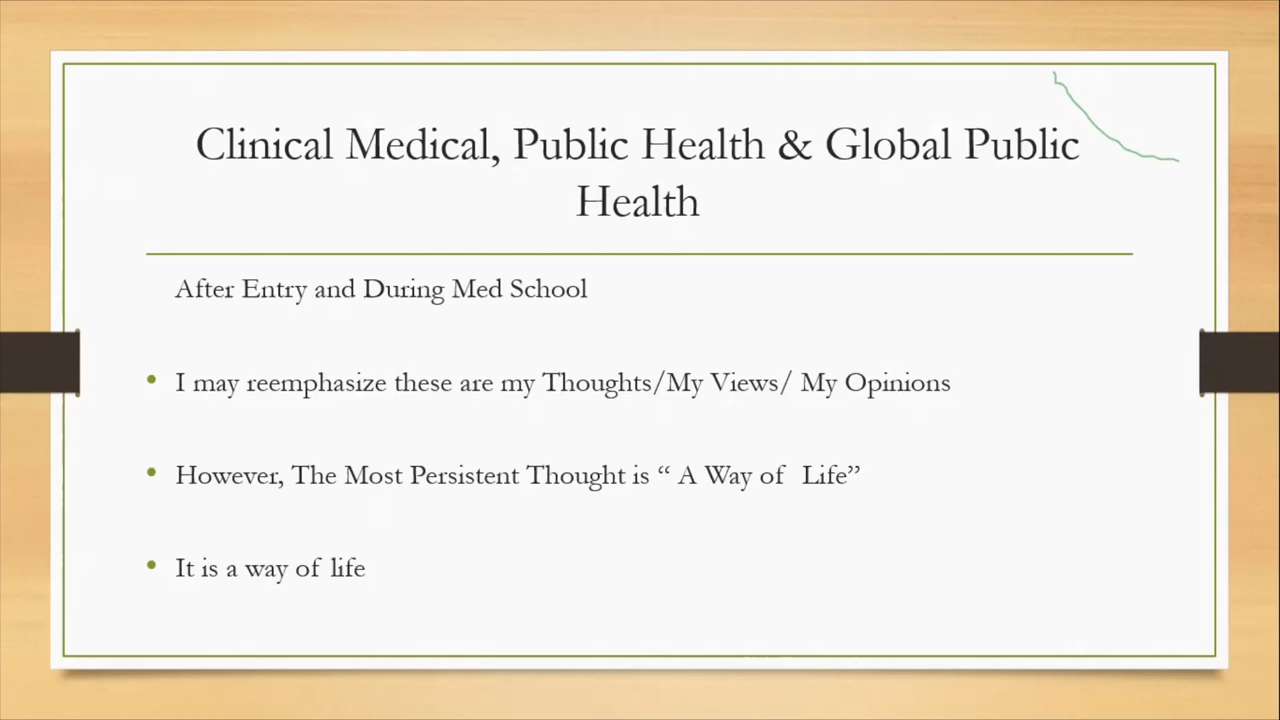 Clinical Medical, Public Health & Global Public
Health
After Entry and During Med School
• I may reemphasize these are my Thoughts/My Views/ My Opinions
• However, The Most Persistent Thought is “ A Way of  Life”
• It is a way of life